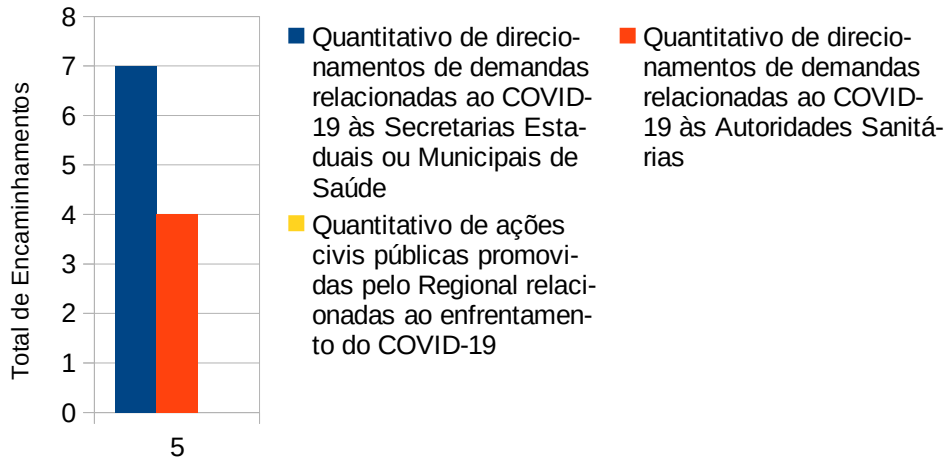 Total de Encaminhamentos
8
7
6
5
4
3
2
1
0
5
Quantitativo de direcio-
namentos de demandas
relacionadas ao COVID-
19 às Secretarias Esta-
duais ou Municipais de
Saúde
Quantitativo de direcio-
namentos de demandas
relacionadas ao COVID-
19 às Autoridades Sanitá-
rias
Quantitativo de ações
civis públicas promovi-
das pelo Regional relaci-
onadas ao enfrentamen-
to do COVID-19